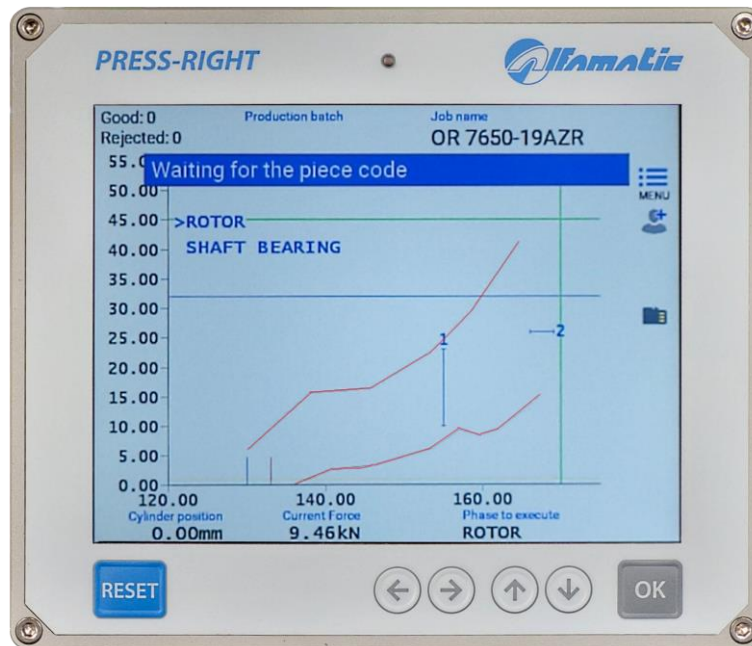 PRESS-RIGHT
Alfamatic
Good: 0 Production batch Job name
Rejected: 0 OR 7650-19AZR
Waiting for the piece code
MENU
50.00
45.00 >ROTOR
40.00 SHAFT BEARING
35.00
30.00
25.00 1 2
20.00
15.00
10.00
5.00
0.00
120.00 140.00 160.00
Cylinder position Current Force Phase to execute
0.00mm 9.46kN ROTOR
RESET OK